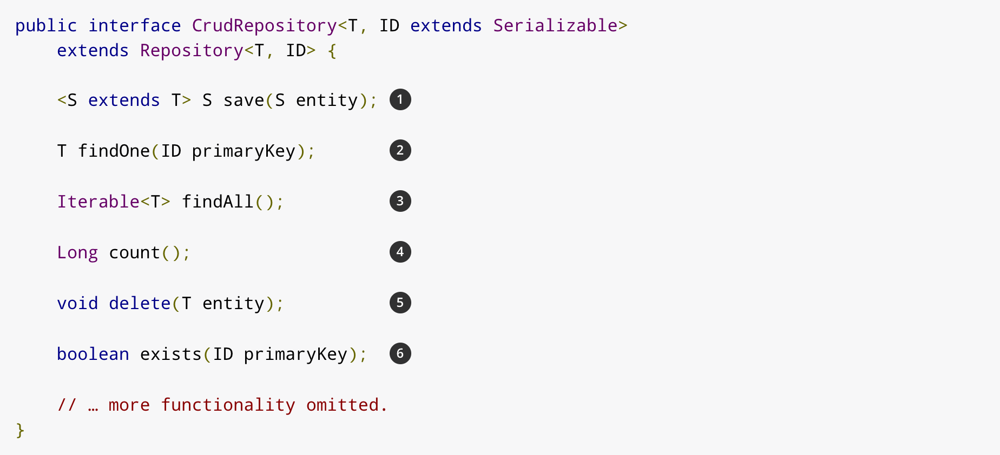 public interface CrudRepository<T, ID extends Serializable>
    extends Repository<T, ID> {
    <S extends T> S save(S entity); 1
    T findOne(ID primaryKey); 2
    Iterable<T> findAll(); 3
    Long count(); 4
    void delete(T entity); 5
    boolean exists(ID primaryKey); 6
    // … more functionality omitted.
}